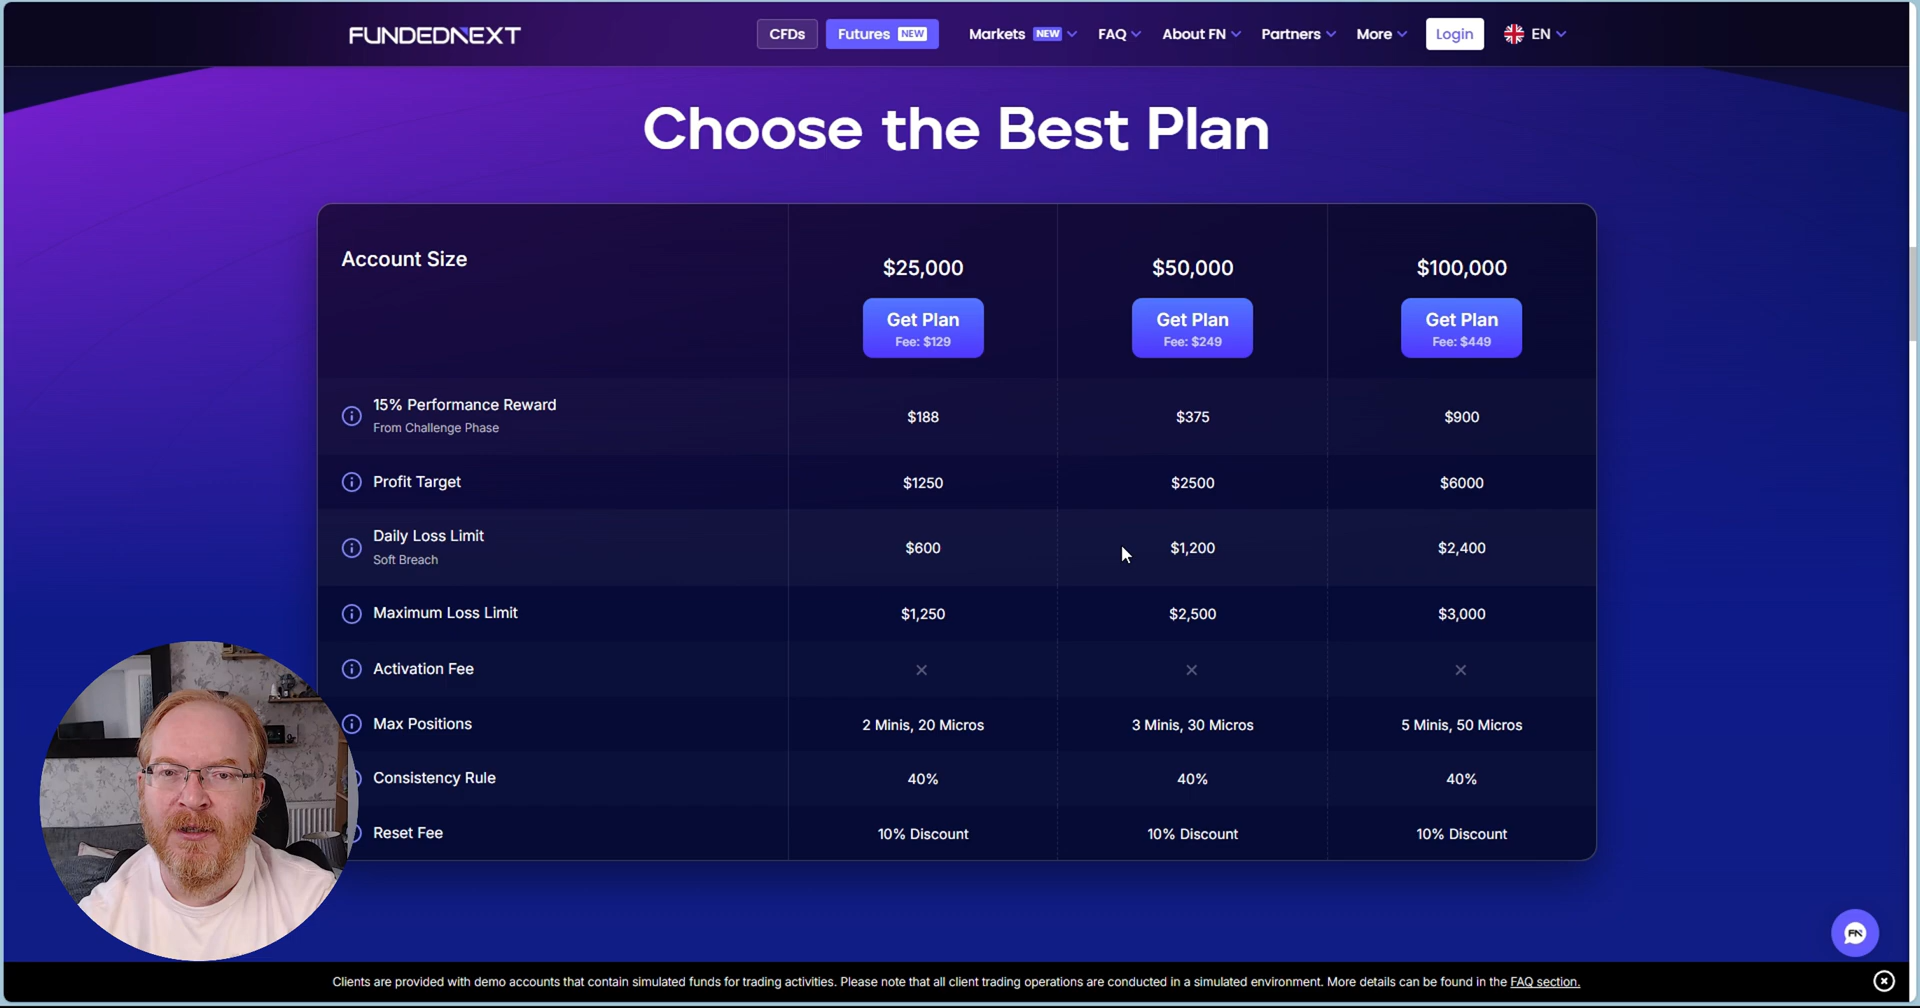 FUNDEDNEXT
CFDs
Futures NEW
Markets NEW
FAQ
About FN
Partners
More
Login
EN
Choose the Best Plan
Account Size
$25,000
Get Plan
Fee: $129
$50,000
Get Plan
Fee: $249
$100,000
Get Plan
Fee: $449
15% Performance Reward
From Challenge Phase
$188
$375
$900
Profit Target
$1250
$2500
$6000
Daily Loss Limit
Soft Breach
$600
$1,200
$2,400
Maximum Loss Limit
$1,250
$2,500
$3,000
Activation Fee
Max Positions
2 Minis, 20 Micros
3 Minis, 30 Micros
5 Minis, 50 Micros
Consistency Rule
40%
40%
40%
Reset Fee
10% Discount
10% Discount
10% Discount
FN
Clients are provided with demo accounts that contain simulated funds for trading activities. Please note that all client trading operations are conducted in a simulated environment. More details can be found in the FAQ section.